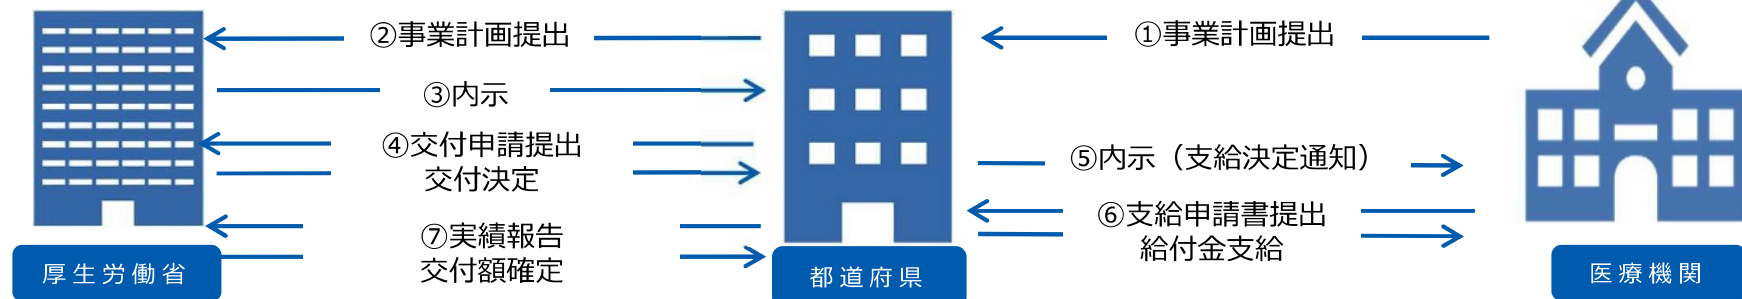 ②事業計画提出
①事業計画提出
③内示
④交付申請提出
交付決定
⑤内示（支給決定通知）
⑥支給申請書提出
給付金支給
⑦実績報告
交付額確定
厚生労働省
都道府県
医療機関